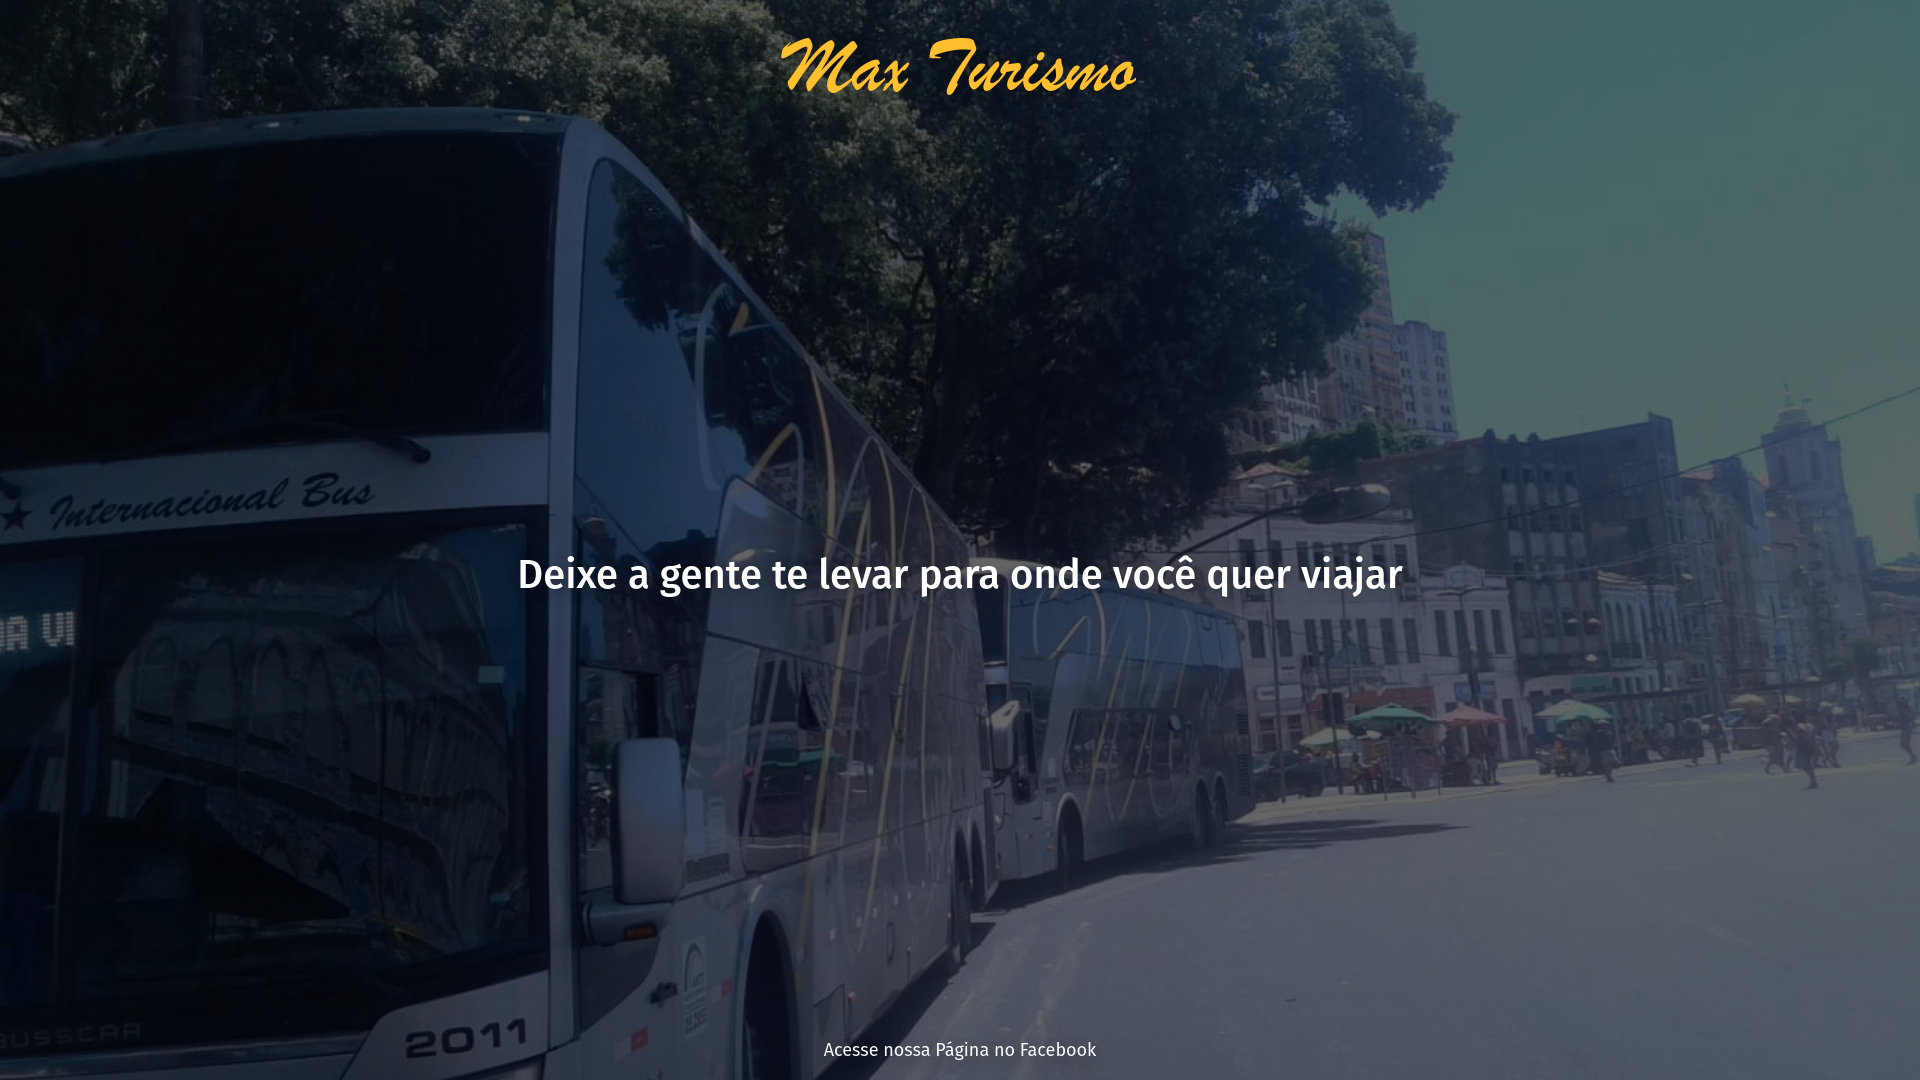 Max Turismo
Internacional Bus
Deixe a gente te levar para onde você quer viajar
BUSSCAR
2011
Acesse nossa Página no Facebook